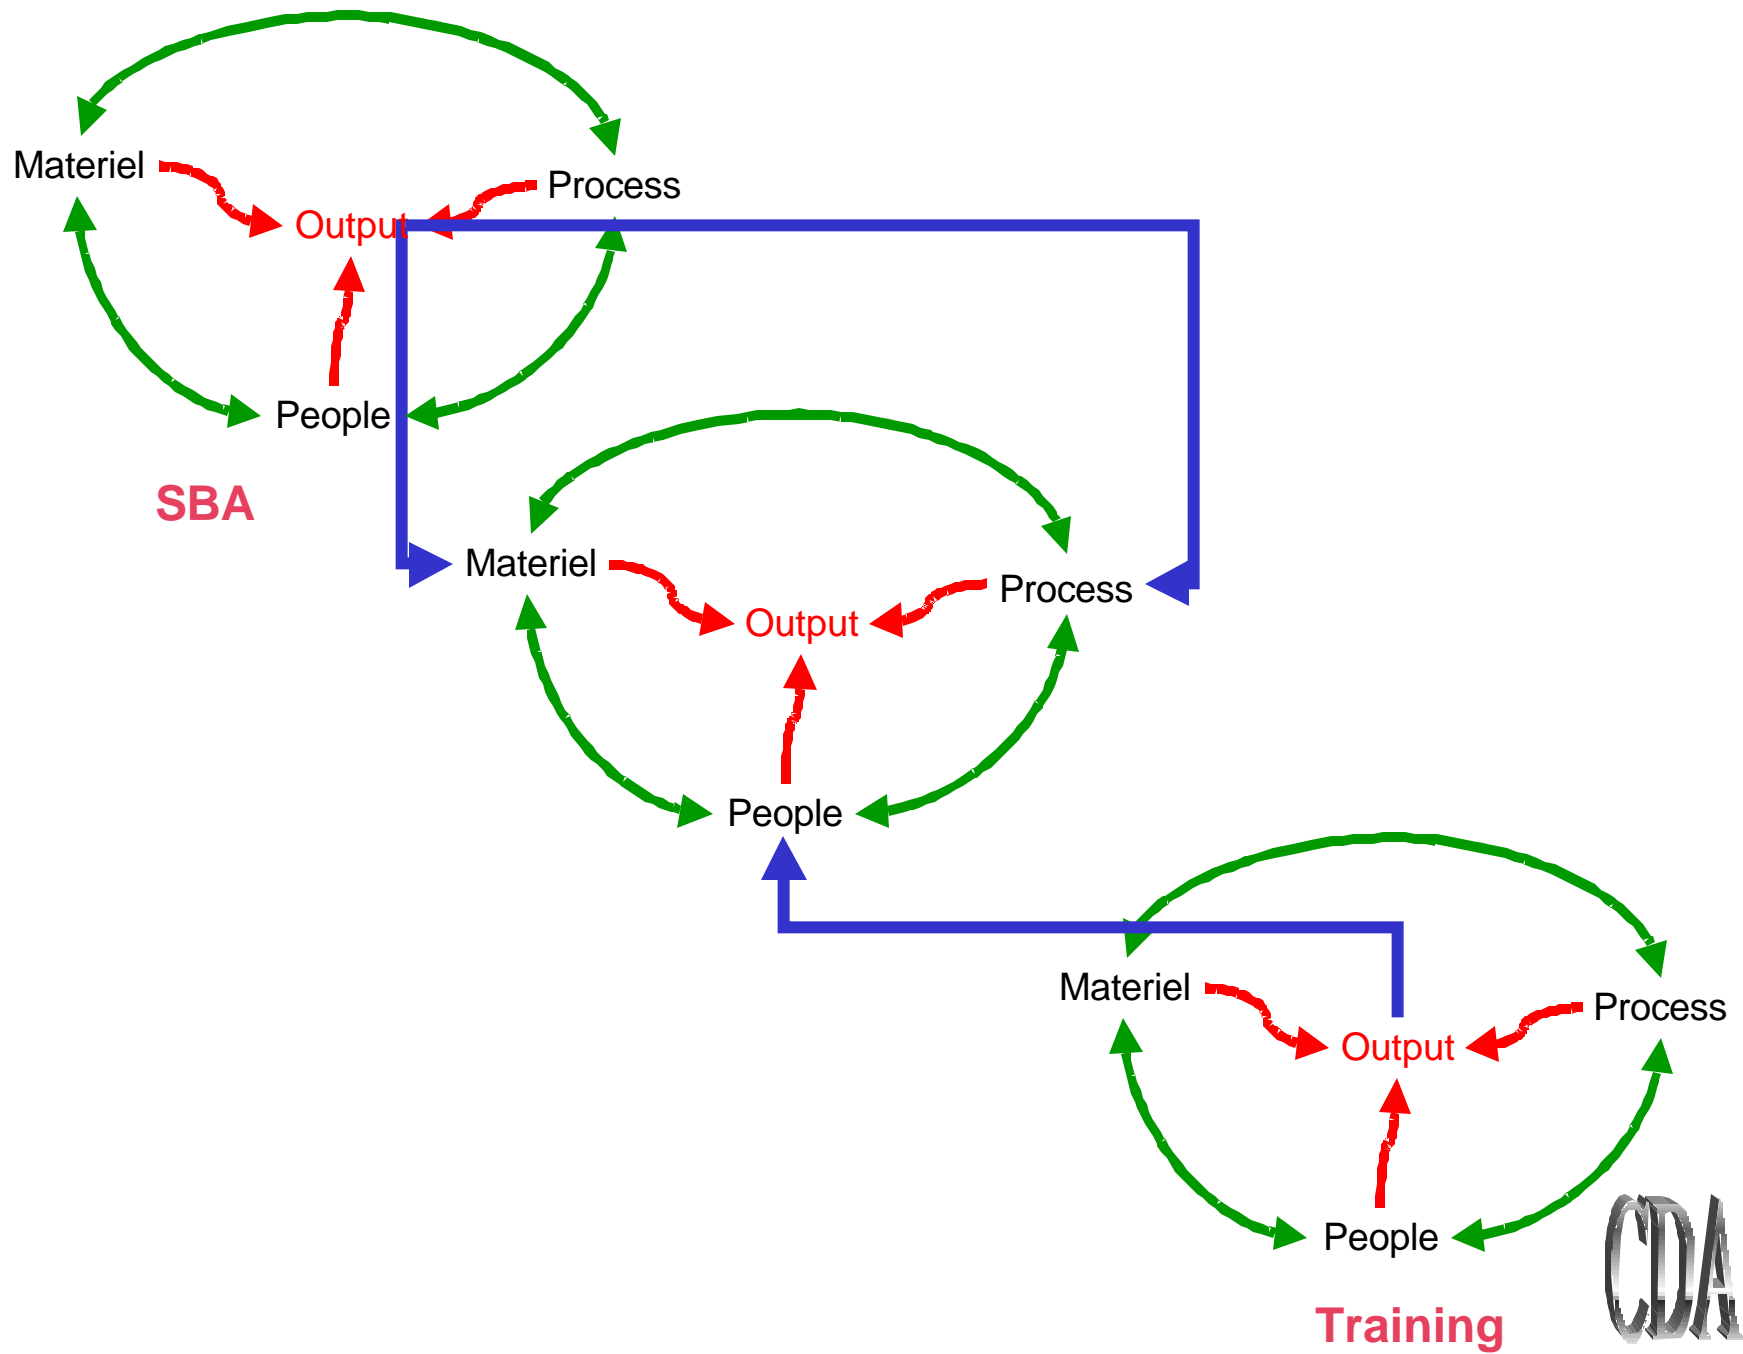 Materiel
Process
Output
People
SBA
Materiel
Process
Output
People
Materiel
Process
Output
People
Training
CDA